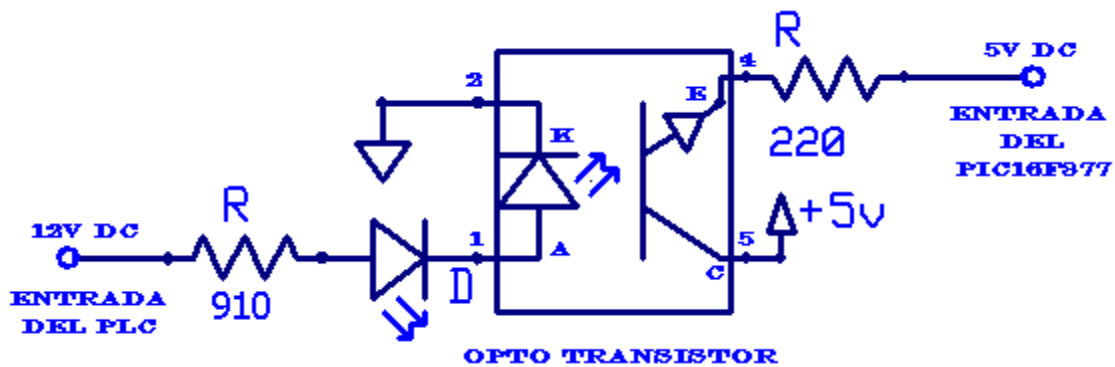 R
4
5V DC
2
E
ENTRADA
DEL
PIC16F877
K
220
R
12V DC
1
A
+5v
5
C
D
910
ENTRADA
DEL PLC
OPTO TRANSISTOR